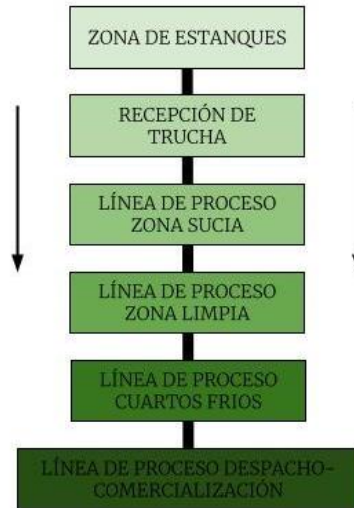 ZONA DE ESTANQUES
RECEPCIÓN DE
TRUCHA
LÍNEA DE PROCESO
ZONA SUCIA
LÍNEA DE PROCESO
ZONA LIMPIA
LÍNEA DE PROCESO
CUARTOS FRIOS
LÍNEA DE PROCESO DESPACHO-
COMERCIALIZACIÓN